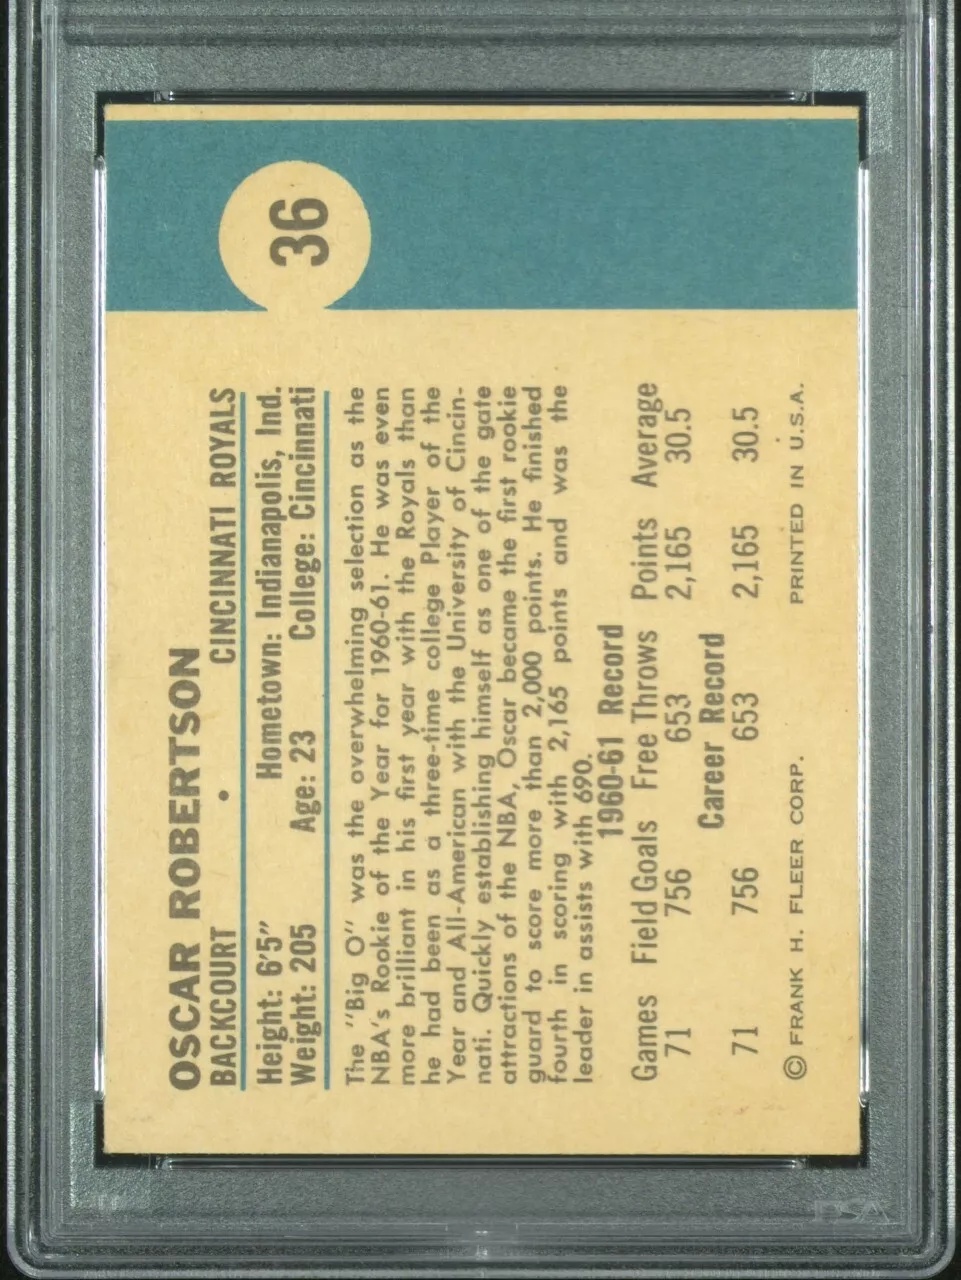 36
OSCAR ROBERTSON
BACKCOURT • CINCINNATI ROYALS
Height: 6'5" Hometown: Indianapolis, Ind.
Weight: 205 Age: 23 College: Cincinnati
The "Big O" was the overwhelming selection as the
NBA's Rookie of the Year for 1960-61. He was even
more brilliant in his first year with the Royals than
he had been as a three-time college Player of the
Year and All-American with the University of Cincin-
nati. Quickly establishing himself as one of the gate
attractions of the NBA, Oscar became the first rookie
guard to score more than 2,000 points. He finished
fourth in scoring with 2,165 points and was the
leader in assists with 690.
1960-61 Record
Games Field Goals Free Throws Points Average
71 756 653 2,165 30.5
Career Record
71 756 653 2,165 30.5
© FRANK H. FLEER CORP. PRINTED IN U.S.A.
PSA